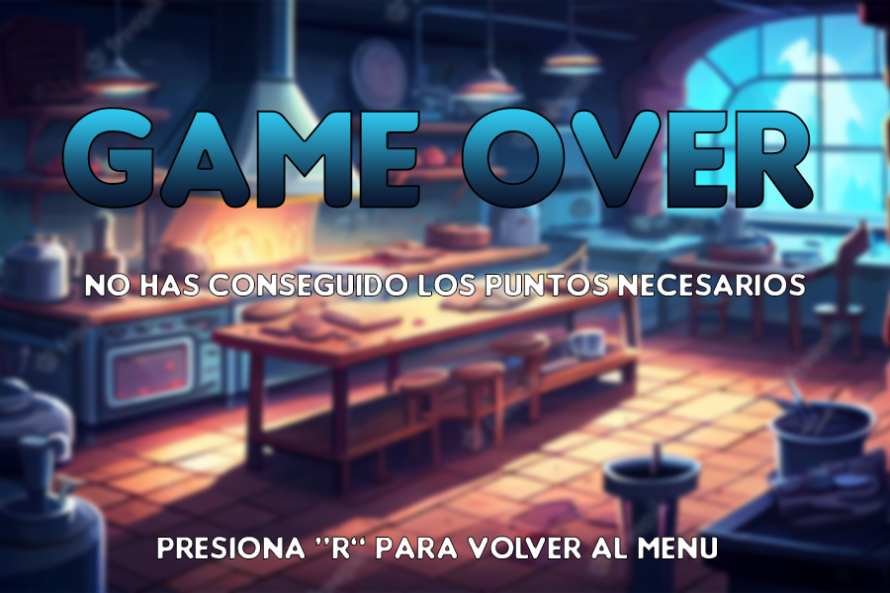 GAME OVER
NO HAS CONSEGUIDO LOS PUNTOS NECESARIOS
PRESIONA ”R“ PARA VOLVER AL MENU